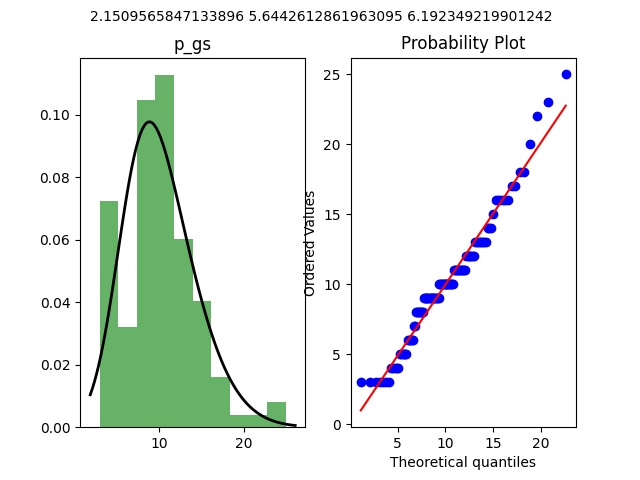 2.1509565847133896 5.6442612861963095 6.192349219901242
p_gs
0.10
0.08
0.06
0.04
0.02
0.00
10 20
Probability Plot
Ordered Values
25
20
15
10
5
0
5 10 15 20
Theoretical quantiles